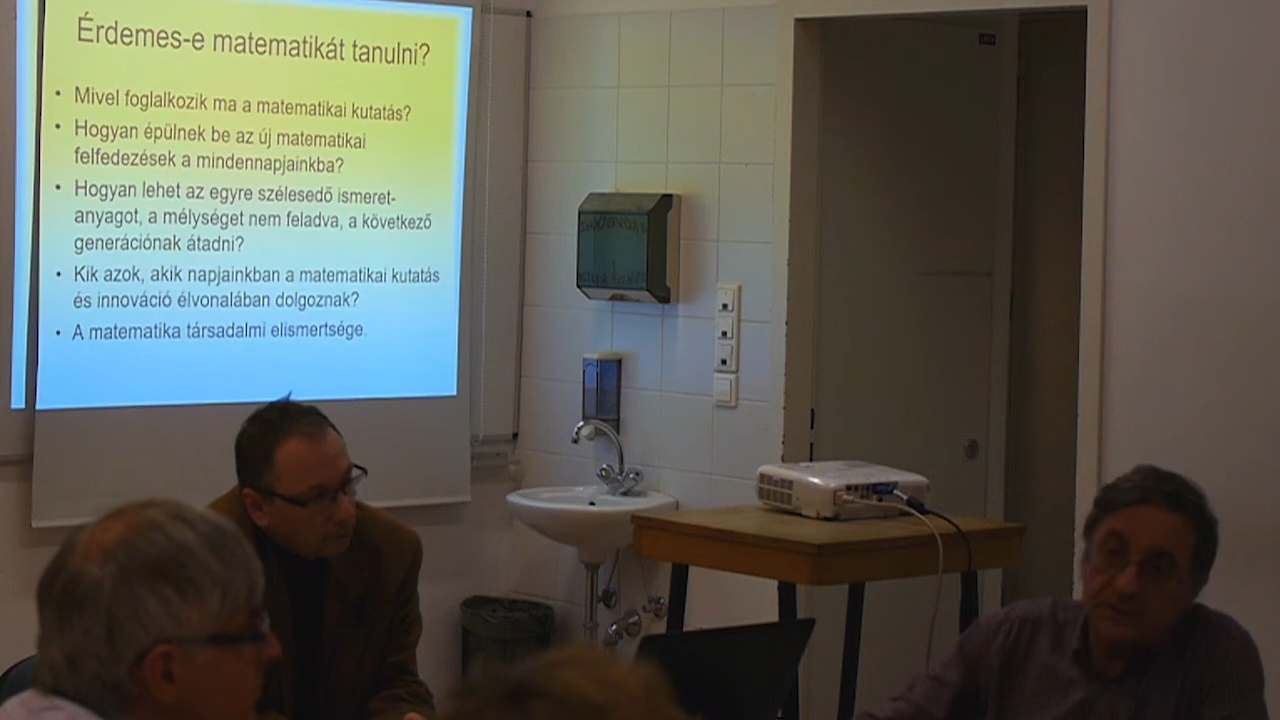 Érdemes-e matematikát tanulni?
• Mivel foglalkozik ma a matematikai kutatás?
• Hogyan épülnek be az új matematikai
felfedezések a mindennapjainkba?
• Hogyan lehet az egyre szélesedő ismeret-
anyagot, a mélységet nem feladva, a következő
generációnak átadni?
• Kik azok, akik napjainkban a matematikai kutatás
és innováció élvonalában dolgoznak?
• A matematika társadalmi elismertsége.